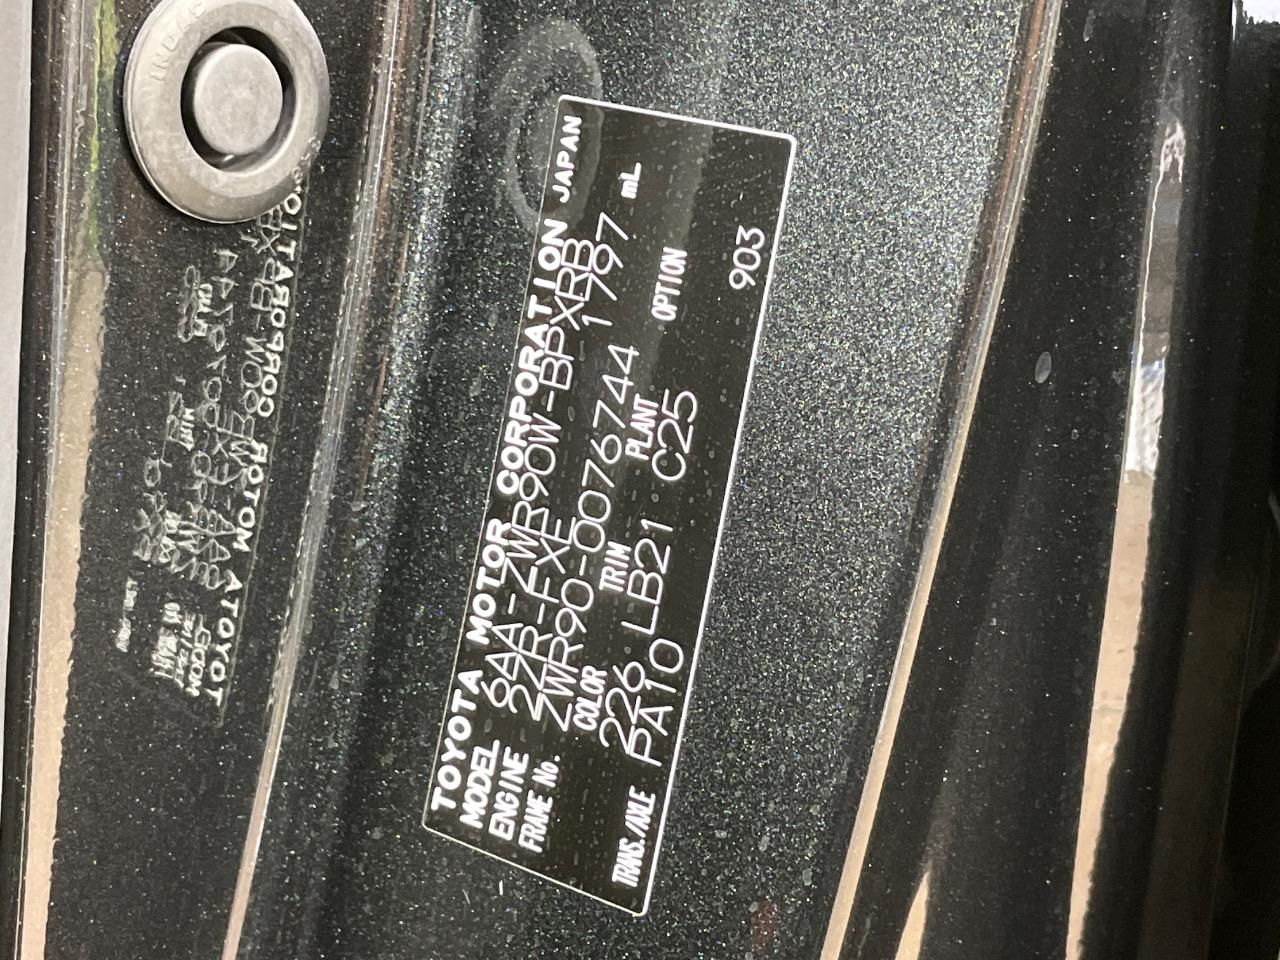 TOYOTA MOTOR CORPORATION JAPAN
MODEL 6AA-ZWR90W-BPXRB
ENGINE 2ZR-FXE 1797 mL
FRAME No. ZWR90-0076744
COLOR TRIM PLANT OPTION
226 LB21 C25
TRANS./AXLE PA10 903